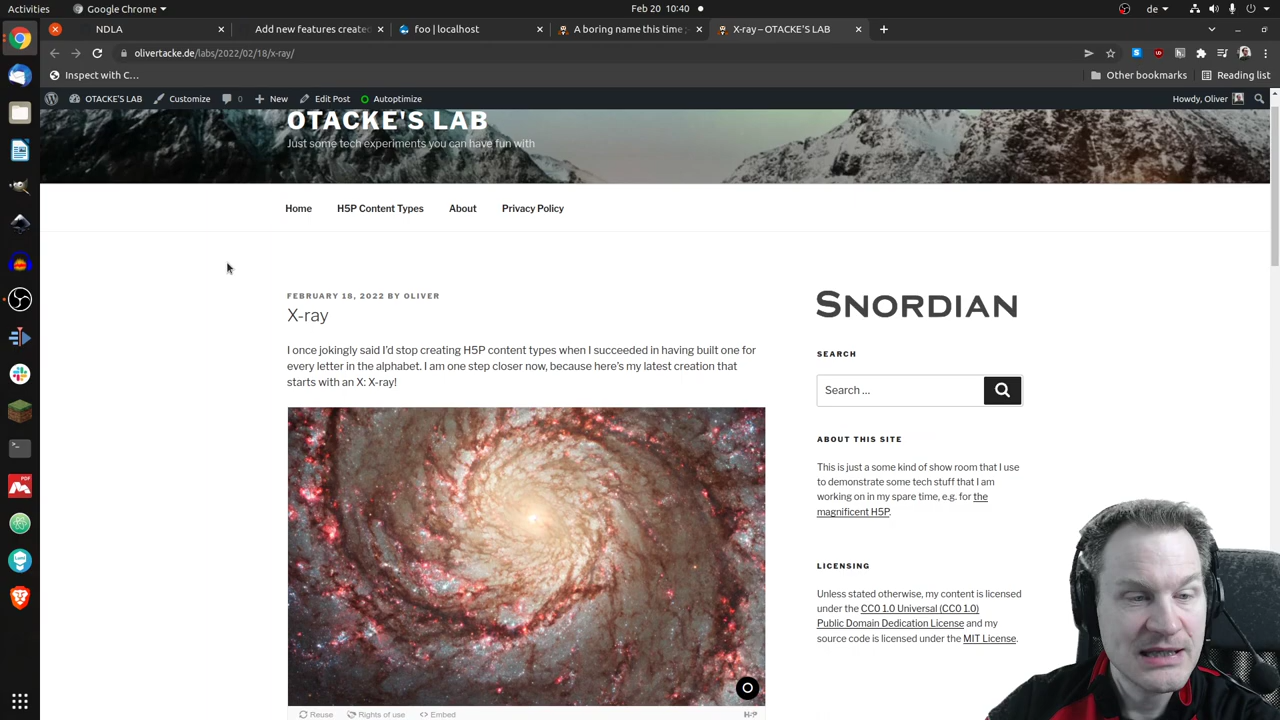 Activities
Google Chrome
Feb 20 10:40
de
NDLA
Add new features created
foo | localhost
A boring name this time ;
X-ray – OTACKE'S LAB
olivertacke.de/labs/2022/02/18/x-ray/
Inspect with C…
Other bookmarks
Reading list
OTACKE'S LAB
Customize
0
New
Edit Post
Autoptimize
Howdy, Oliver
OTACKE'S LAB
Just some tech experiments you can have fun with
Home
H5P Content Types
About
Privacy Policy
FEBRUARY 18, 2022 BY OLIVER
X-ray
I once jokingly said I'd stop creating H5P content types when I succeeded in having built one for
every letter in the alphabet. I am one step closer now, because here's my latest creation that
starts with an X: X-ray!
Reuse
Rights of use
<> Embed
H5P
SNORDIAN
SEARCH
Search …
ABOUT THIS SITE
This is just a some kind of show room that I use
to demonstrate some tech stuff that I am
working on in my spare time, e.g. for the
magnificent H5P.
LICENSING
Unless stated otherwise, my content is licensed
under the CC0 1.0 Universal (CC0 1.0)
Public Domain Dedication License and my
source code is licensed under the MIT License.